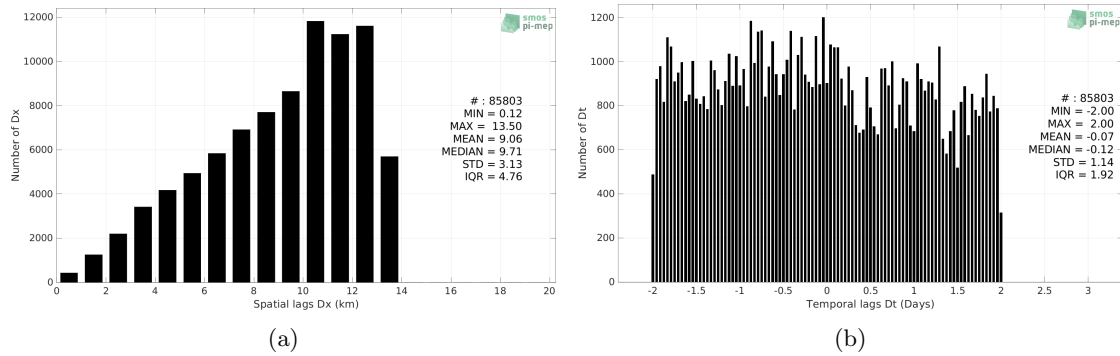 12000
10000
8000
6000
4000
2000
0
Number of Dx
0 2 4 6 8 10 12 14 16 18 20
Spatial lags Dx (km)
smos
pi-mep
# : 85803
MIN = 0.12
MAX = 13.50
MEAN = 9.06
MEDIAN = 9.71
STD = 3.13
IQR = 4.76
(a)
1200
1000
800
600
400
200
0
Number of Dt
-2 -1.5 -1 -0.5 0 0.5 1 1.5 2 2.5 3
Temporal lags Dt (Days)
smos
pi-mep
# : 85803
MIN = -2.00
MAX = 2.00
MEAN = -0.07
MEDIAN = -0.12
STD = 1.14
IQR = 1.92
(b)